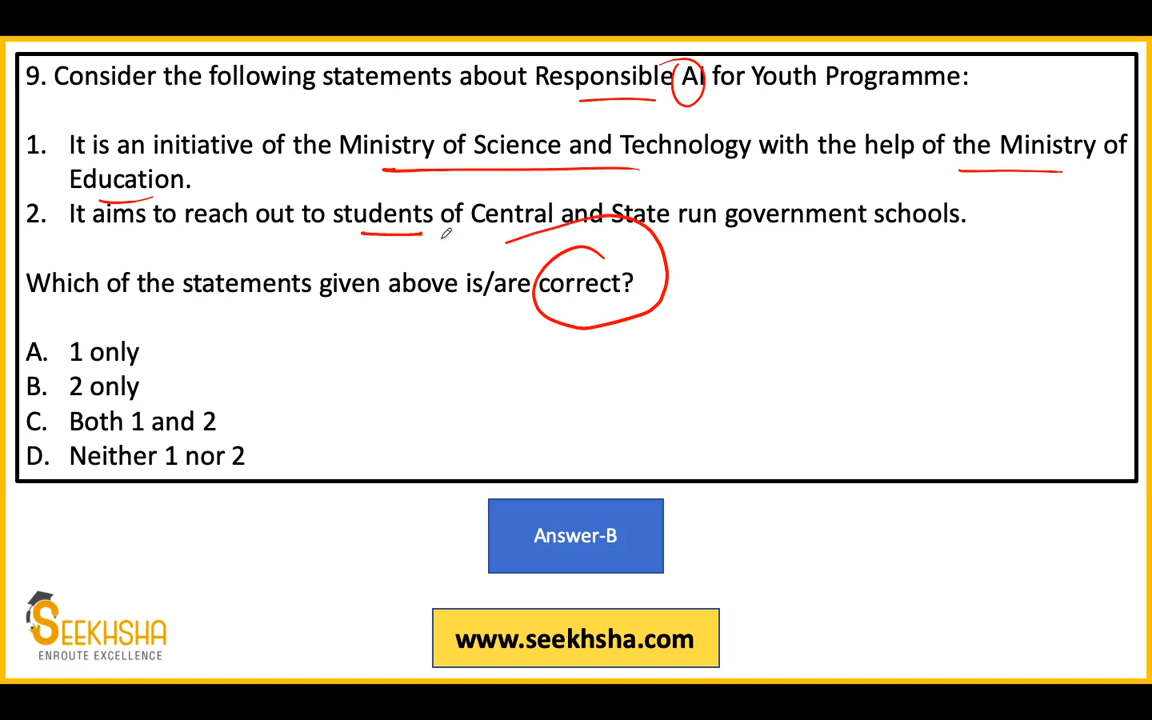 9. Consider the following statements about Responsible AI for Youth Programme:
1. It is an initiative of the Ministry of Science and Technology with the help of the Ministry of
Education.
2. It aims to reach out to students of Central and State run government schools.
Which of the statements given above is/are correct?
A. 1 only
B. 2 only
C. Both 1 and 2
D. Neither 1 nor 2
Answer-B
SEEKHSHA
ENROUTE EXCELLENCE
www.seekhsha.com